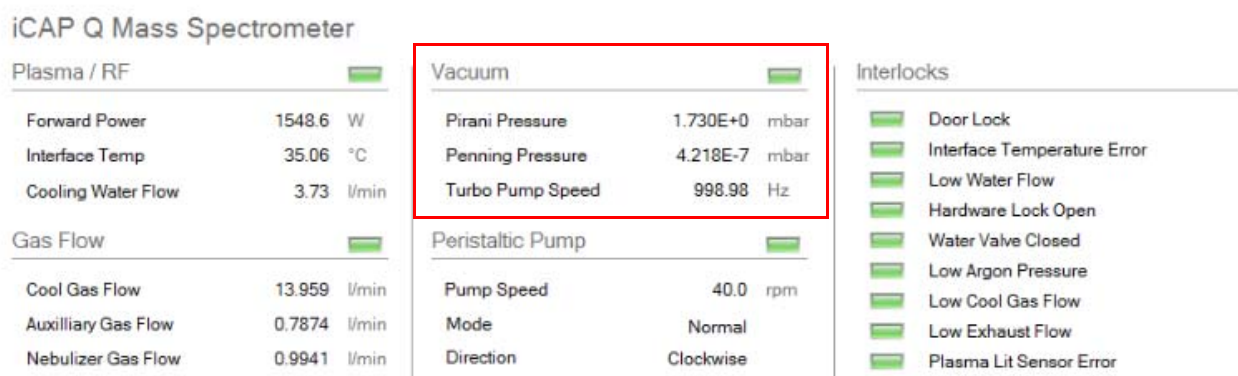 iCAP Q Mass Spectrometer
Plasma / RF
Forward Power 1548.6 W
Interface Temp 35.06 °C
Cooling Water Flow 3.73 l/min
Gas Flow
Cool Gas Flow 13.959 l/min
Auxilliary Gas Flow 0.7874 l/min
Nebulizer Gas Flow 0.9941 l/min
Vacuum
Pirani Pressure 1.730E+0 mbar
Penning Pressure 4.218E-7 mbar
Turbo Pump Speed 998.98 Hz
Peristaltic Pump
Pump Speed 40.0 rpm
Mode Normal
Direction Clockwise
Interlocks
Door Lock
Interface Temperature Error
Low Water Flow
Hardware Lock Open
Water Valve Closed
Low Argon Pressure
Low Cool Gas Flow
Low Exhaust Flow
Plasma Lit Sensor Error